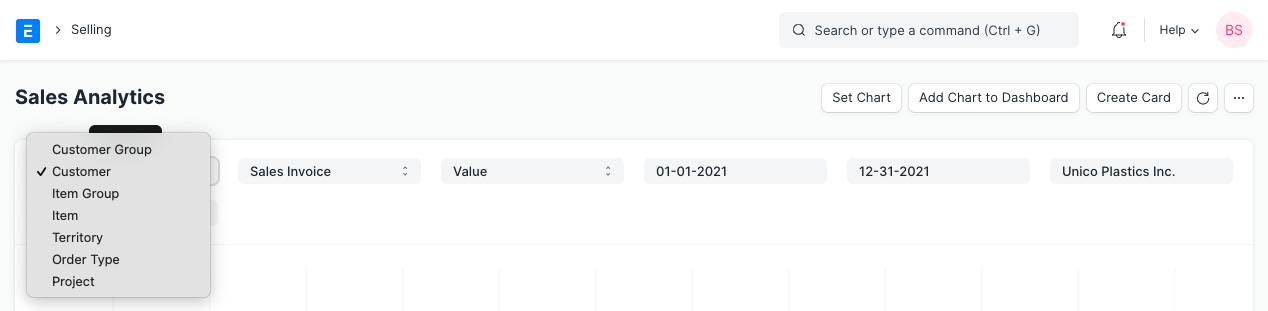 E
Selling
Search or type a command (Ctrl + G)
Help
BS
Sales Analytics
Set Chart
Add Chart to Dashboard
Create Card
Customer Group
Customer
Item Group
Item
Territory
Order Type
Project
Sales Invoice
Value
01-01-2021
12-31-2021
Unico Plastics Inc.